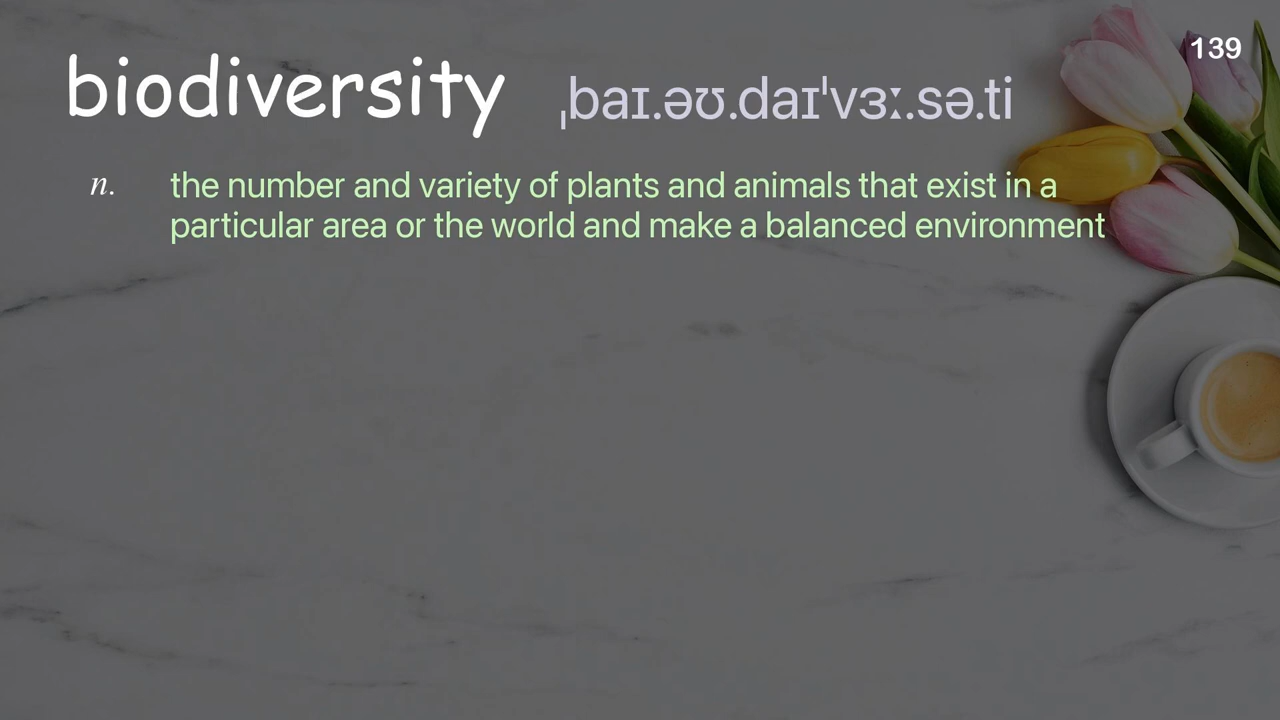 139
biodiversity ˌbaɪ.əʊ.daɪˈvɜː.sə.ti
n. the number and variety of plants and animals that exist in a
particular area or the world and make a balanced environment